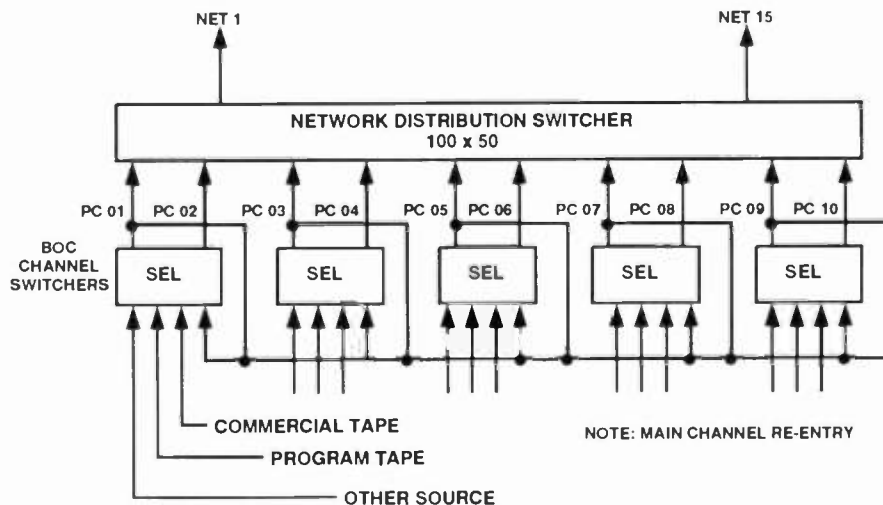 NET 1
NET 15
NETWORK DISTRIBUTION SWITCHER
100 x 50
PC 01
PC 02
PC 03
PC 04
PC 05
PC 06
PC 07
PC 08
PC 09
PC 10
BOC
CHANNEL
SWITCHERS
SEL
SEL
SEL
SEL
SEL
COMMERCIAL TAPE
NOTE: MAIN CHANNEL RE-ENTRY
PROGRAM TAPE
OTHER SOURCE